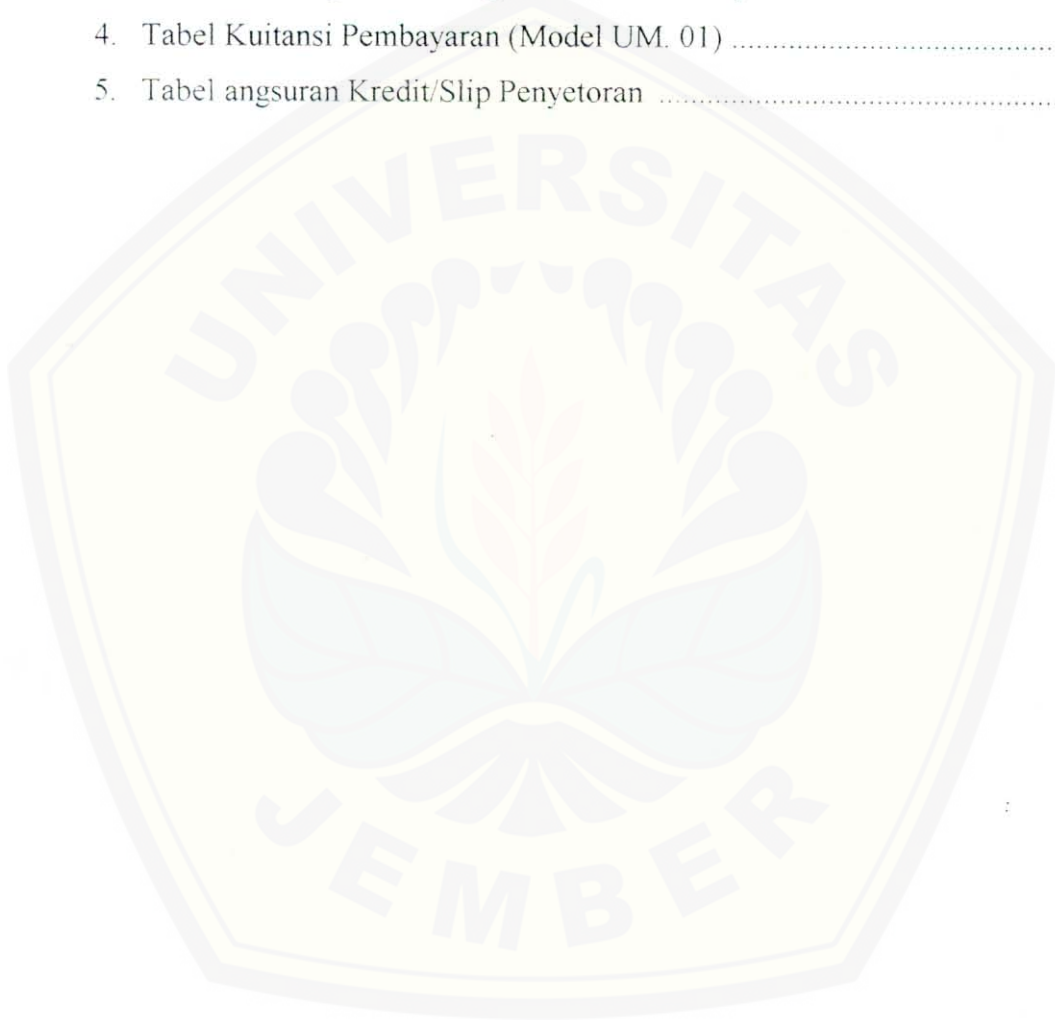 4. Tabel Kuitansi Pembayaran (Model UM. 01) ........................................
5. Tabel angsuran Kredit/Slip Penyetoran .................................................
UNIVERSITAS
JEMBER